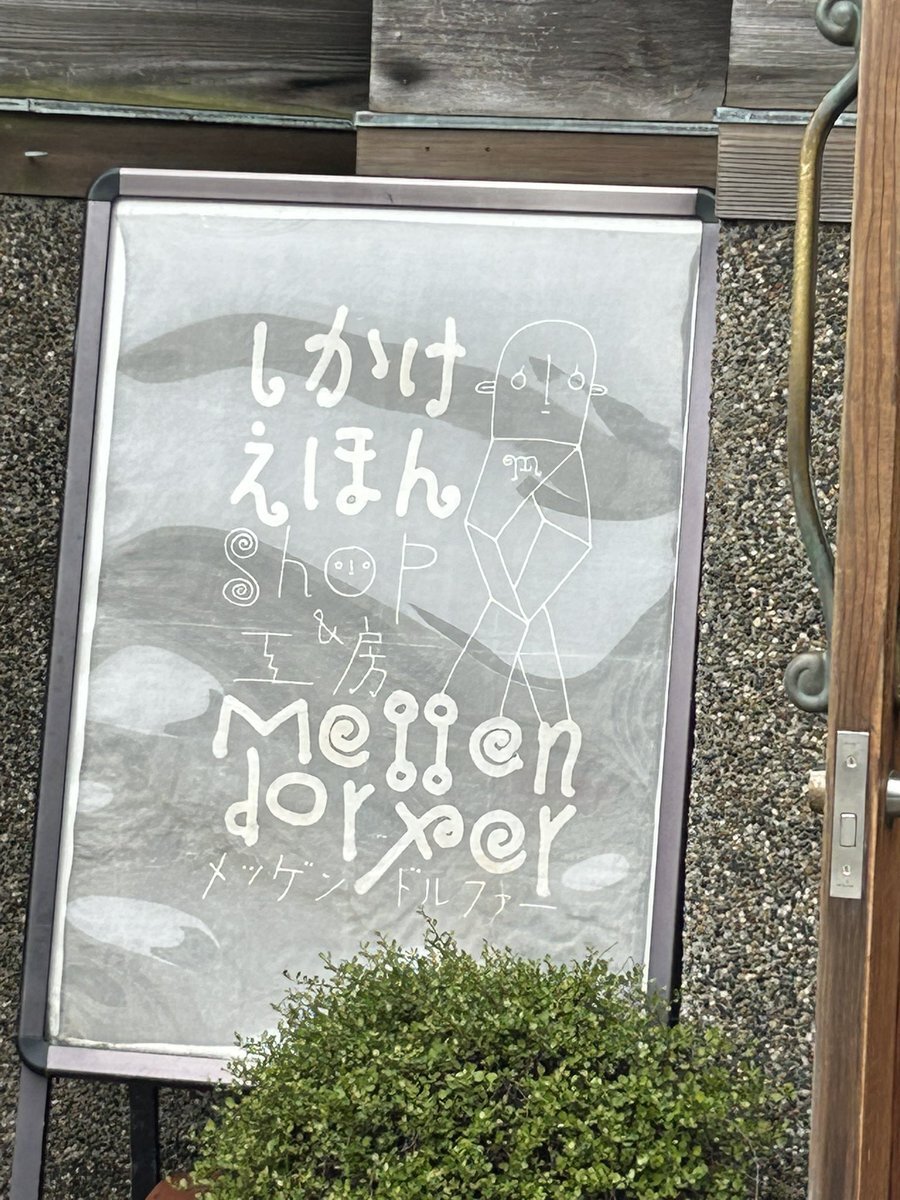 しかけ
えほん
Shop
&
工房
Meggen
dorfer
メッゲンドルファー
m